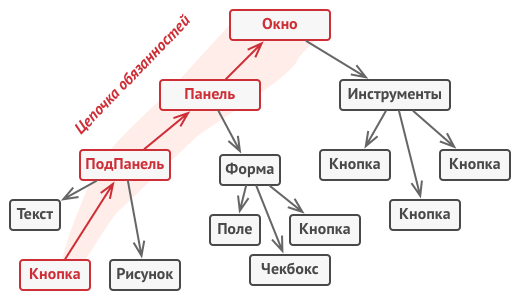 Окно
Цепочка обязанностей
Панель
Инструменты
ПодПанель
Форма
Кнопка
Кнопка
Текст
Поле
Кнопка
Кнопка
Кнопка
Рисунок
Чекбокс